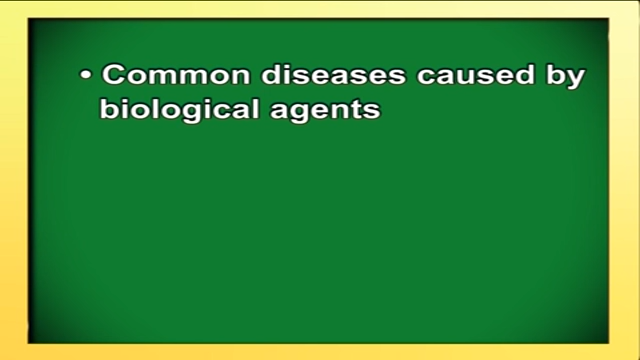 • Common diseases caused by
biological agents